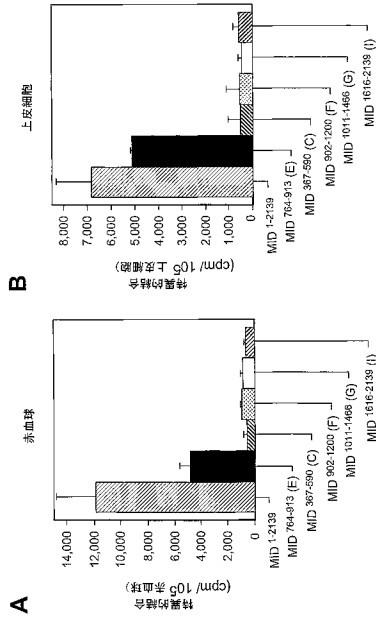 A
赤血球
特異的結合
(cpm/ 10⁵ 赤血球)
14,000
12,000
10,000
8,000
6,000
4,000
2,000
0
MID 1-2139
MID 764-913 (E)
MID 367-590 (C)
MID 902-1200 (F)
MID 1011-1466 (G)
MID 1616-2139 (I)
B
上皮細胞
特異的結合
(cpm/ 10⁵ 上皮細胞)
8,000
7,000
6,000
5,000
4,000
3,000
2,000
1,000
0
MID 1-2139
MID 764-913 (E)
MID 367-590 (C)
MID 902-1200 (F)
MID 1011-1466 (G)
MID 1616-2139 (I)